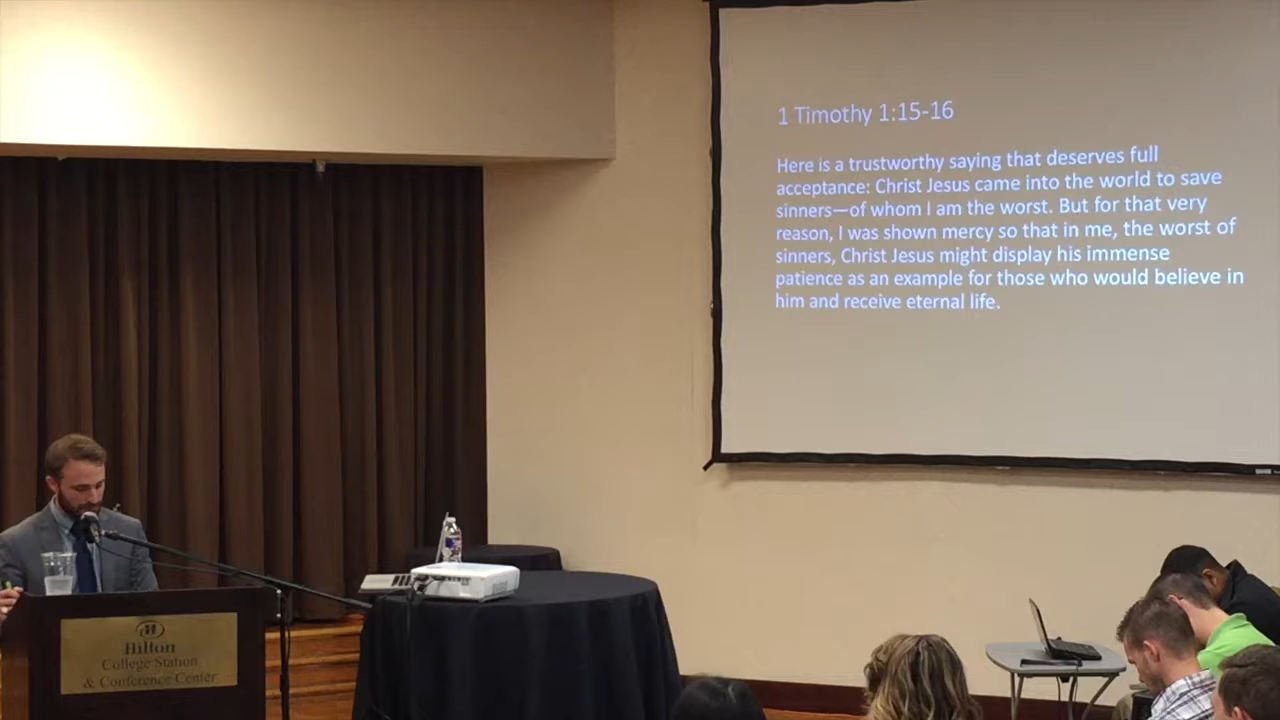 1 Timothy 1:15-16
Here is a trustworthy saying that deserves full
acceptance: Christ Jesus came into the world to save
sinners—of whom I am the worst. But for that very
reason, I was shown mercy so that in me, the worst of
sinners, Christ Jesus might display his immense
patience as an example for those who would believe in
him and receive eternal life.
Hilton
College Station
& Conference Center